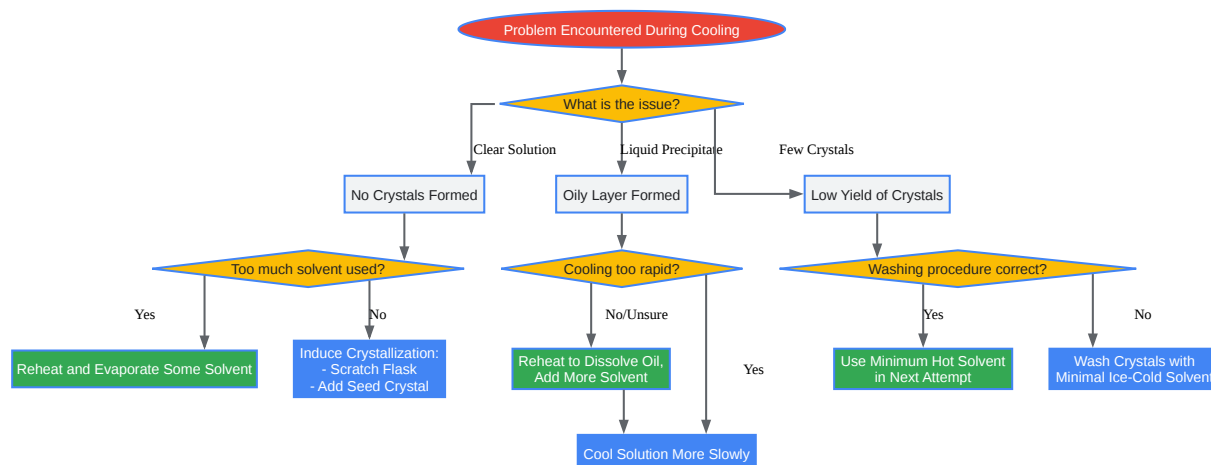 Problem Encountered During Cooling
What is the issue?
Clear Solution
Liquid Precipitate
Few Crystals
No Crystals Formed
Oily Layer Formed
Low Yield of Crystals
Too much solvent used?
Cooling too rapid?
Washing procedure correct?
Yes
No
No/Unsure
Yes
No
Reheat and Evaporate Some Solvent
Induce Crystallization:
- Scratch Flask
- Add Seed Crystal
Reheat to Dissolve Oil,
Add More Solvent
Yes
Use Minimum Hot Solvent
in Next Attempt
Wash Crystals with
Minimal Ice-Cold Solvent
Cool Solution More Slowly